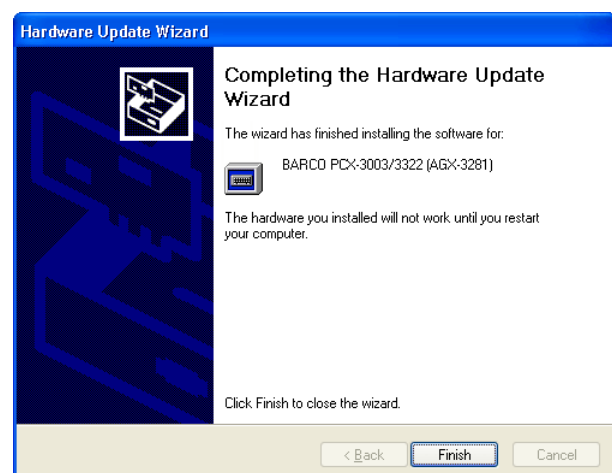 Hardware Update Wizard
Completing the Hardware Update
Wizard
The wizard has finished installing the software for:
BARCO PCX-3003/3322 (AGX-3281)
The hardware you installed will not work until you restart
your computer.
Click Finish to close the wizard.
< Back Finish Cancel